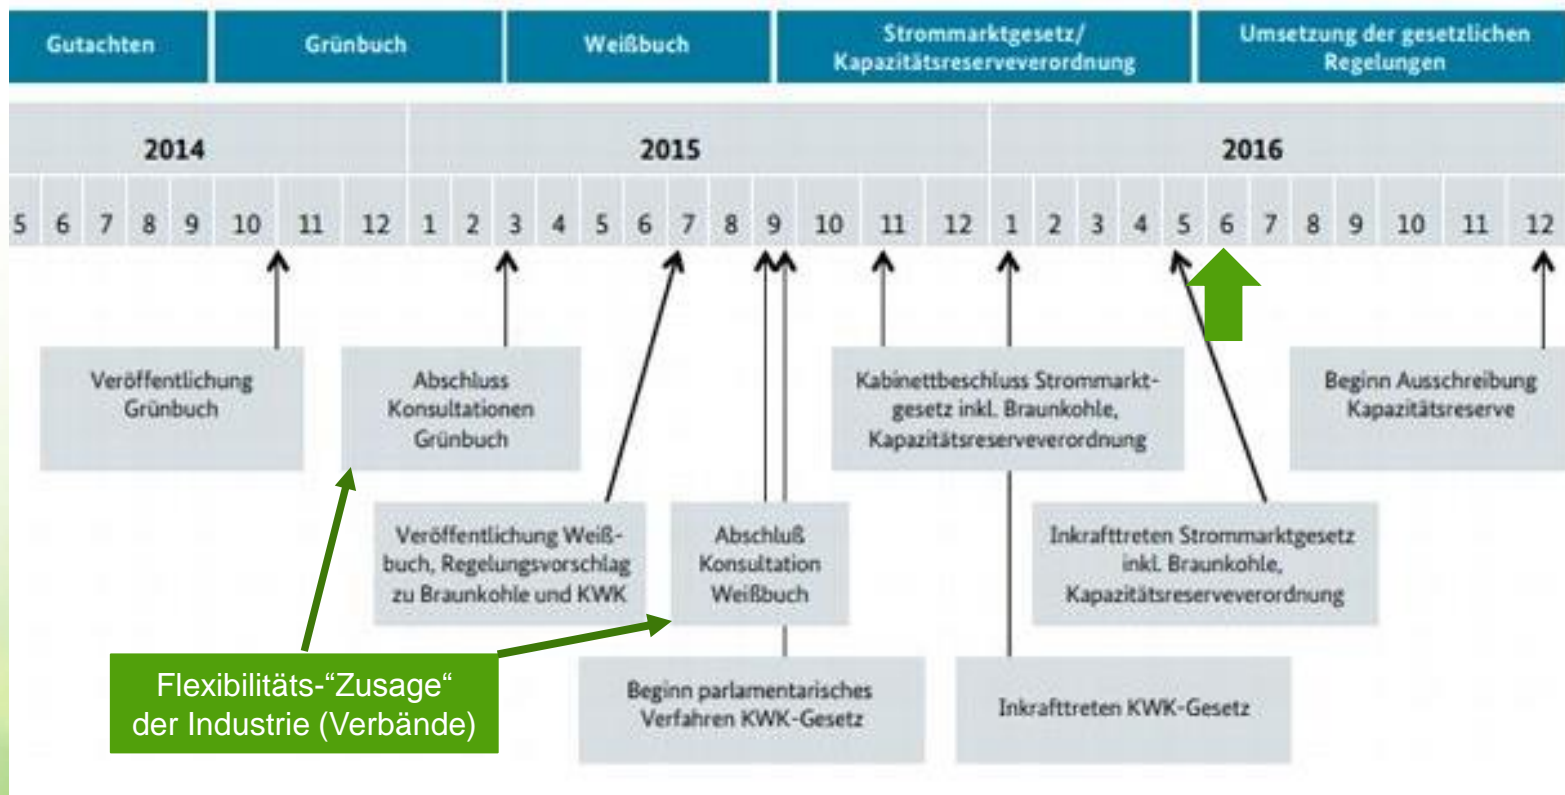 Gutachten
Grünbuch
Weißbuch
Strommarktgesetz/
Kapazitätsreserveverordnung
Umsetzung der gesetzlichen
Regelungen
2014
2015
2016
5 6 7 8 9 10 11 12 1 2 3 4 5 6 7 8 9 10 11 12 1 2 3 4 5 6 7 8 9 10 11 12
Veröffentlichung
Grünbuch
Abschluss
Konsultationen
Grünbuch
Kabinettbeschluss Strommarkt-
gesetz inkl. Braunkohle,
Kapazitätsreserveverordnung
Beginn Ausschreibung
Kapazitätsreserve
Veröffentlichung Weiß-
buch, Regelungsvorschlag
zu Braunkohle und KWK
Abschluß
Konsultation
Weißbuch
Inkrafttreten Strommarktgesetz
inkl. Braunkohle,
Kapazitätsreserveverordnung
Flexibilitäts-“Zusage“
der Industrie (Verbände)
Beginn parlamentarisches
Verfahren KWK-Gesetz
Inkrafttreten KWK-Gesetz